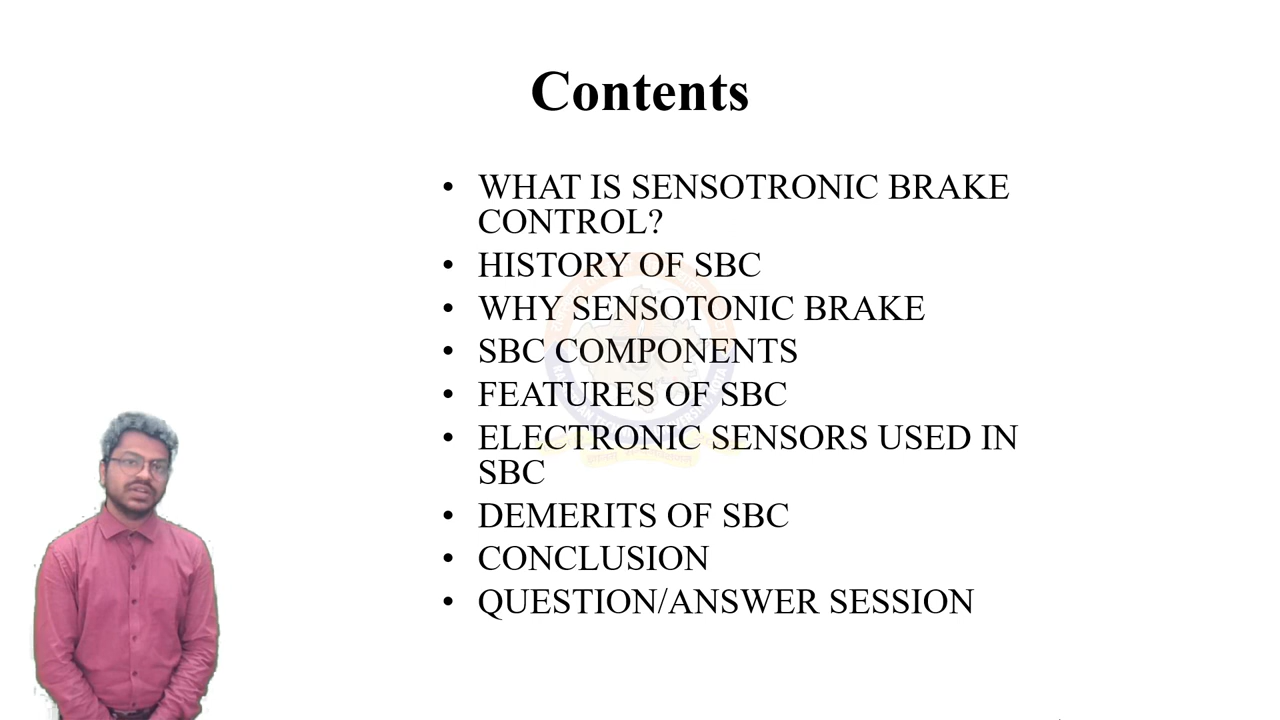 Contents
• WHAT IS SENSOTRONIC BRAKE
CONTROL?
• HISTORY OF SBC
• WHY SENSOTONIC BRAKE
• SBC COMPONENTS
• FEATURES OF SBC
• ELECTRONIC SENSORS USED IN
SBC
• DEMERITS OF SBC
• CONCLUSION
• QUESTION/ANSWER SESSION